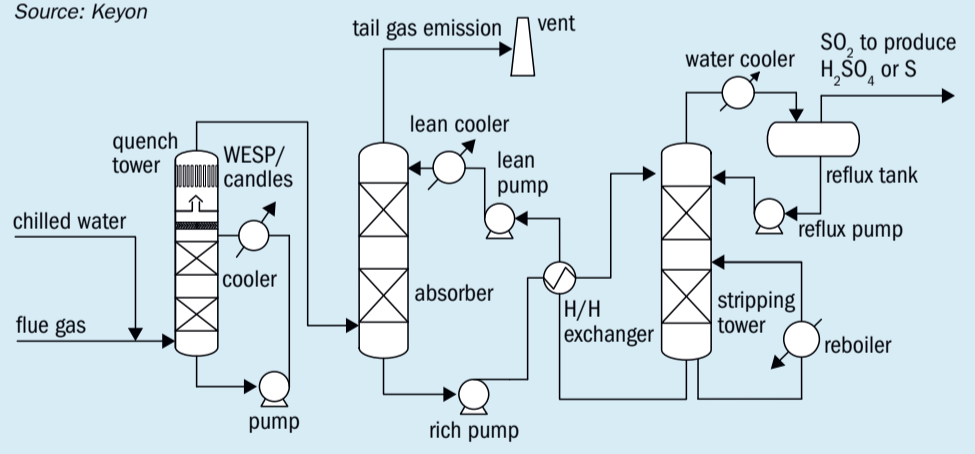 Source: Keyon
tail gas emission
vent
SO2 to produce
H2SO4 or S
water cooler
lean cooler
quench
tower
WESP/
candles
lean
pump
reflux tank
chilled water
reflux pump
cooler
absorber
H/H
exchanger
stripping
tower
flue gas
reboiler
pump
rich pump